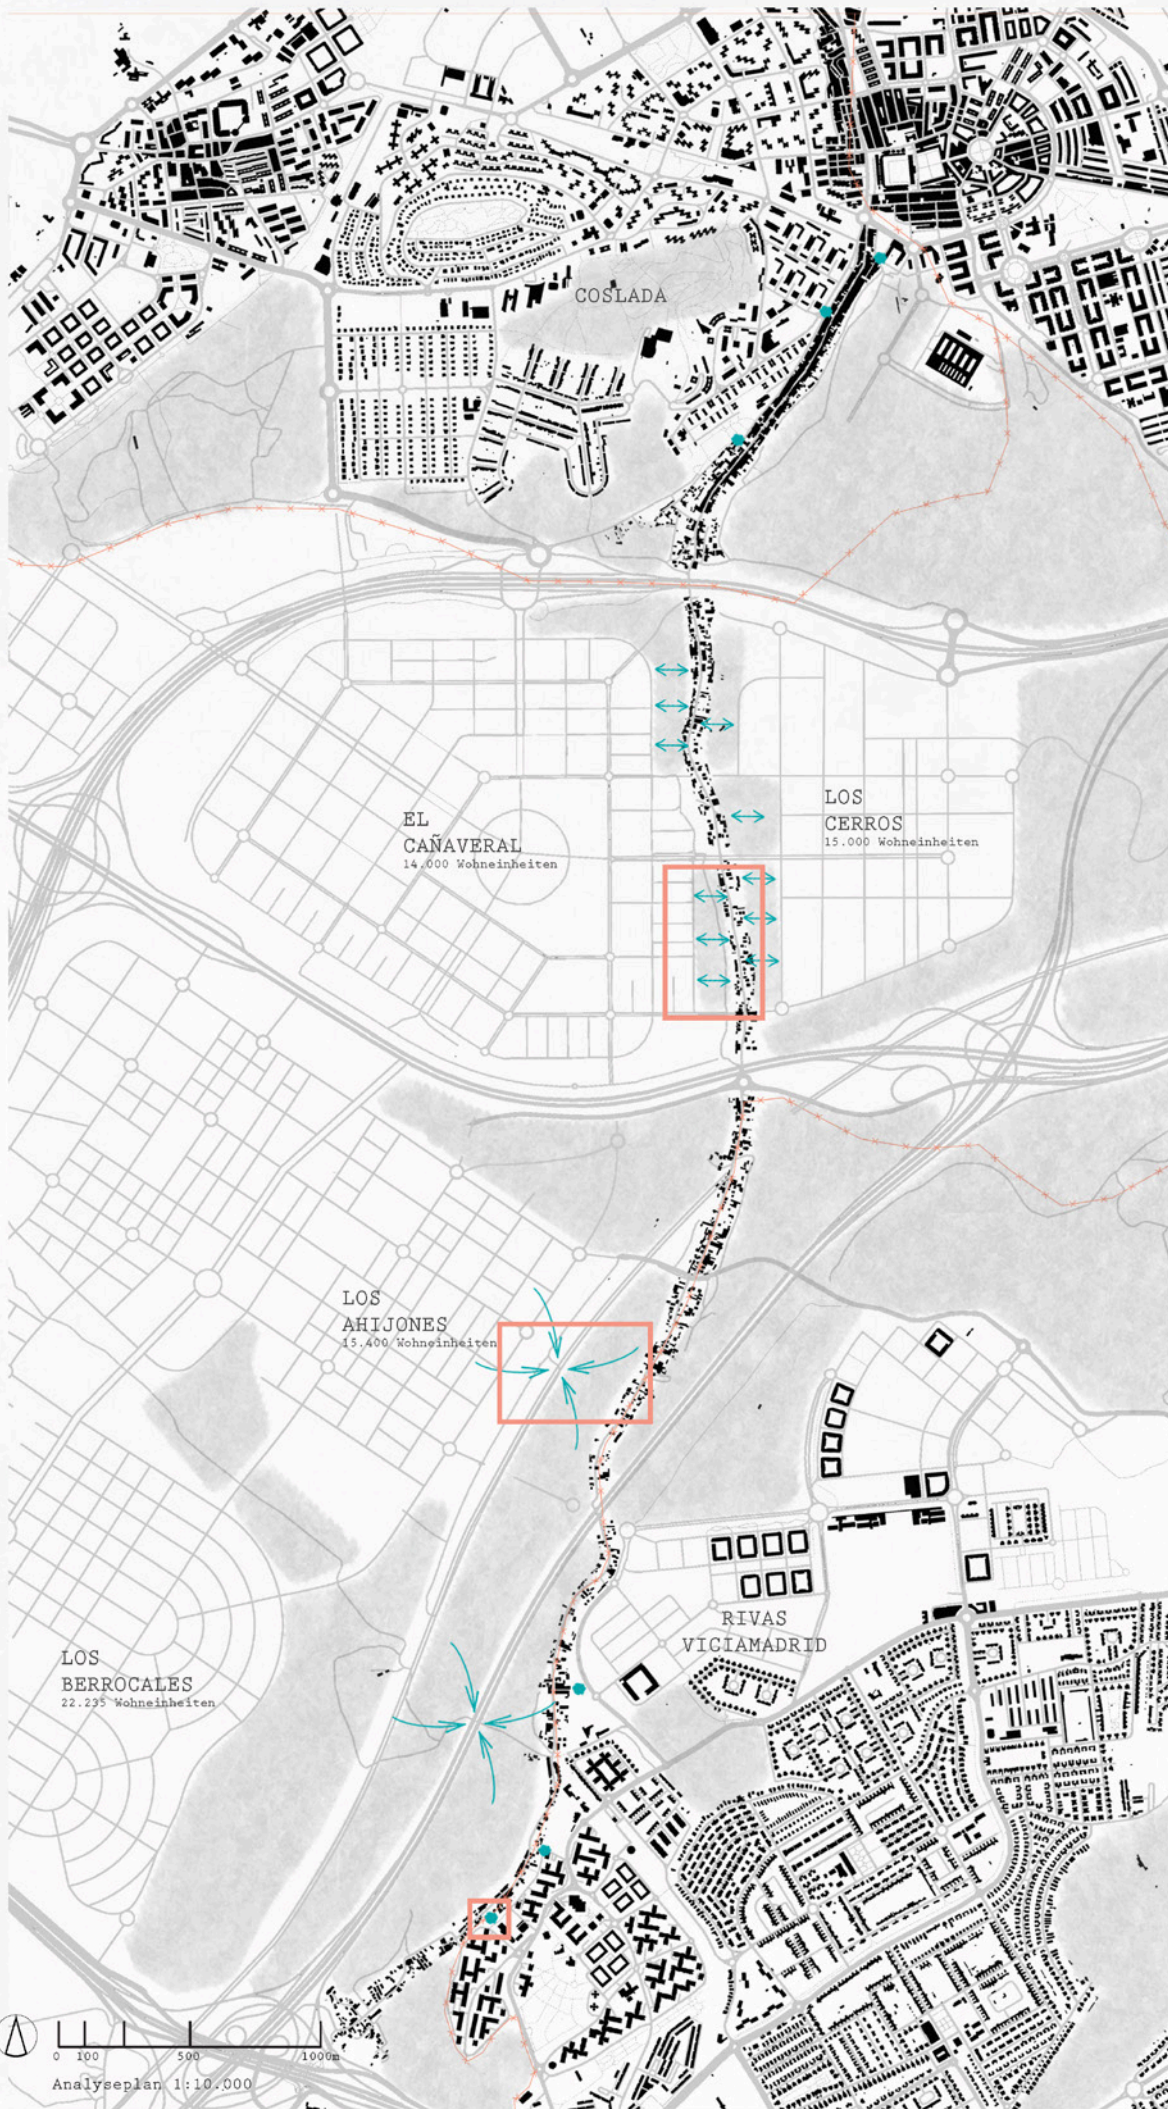 COSLADA
EL
CAÑAVERAL
14.000 Wohneinheiten
LOS
CERROS
15.000 Wohneinheiten
LOS
AHIJONES
15.400 Wohneinheiten
RIVAS
VICIAMADRID
LOS
BERROCALES
22.235 Wohneinheiten
0 100 500 1000m
Analyseplan 1:10.000